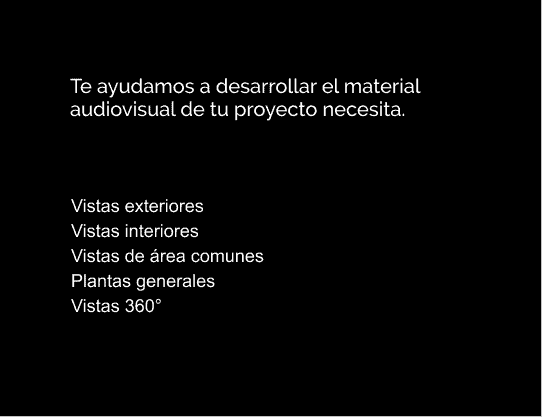 Te ayudamos a desarrollar el material
audiovisual de tu proyecto necesita.
Vistas exteriores
Vistas interiores
Vistas de área comunes
Plantas generales
Vistas 360°